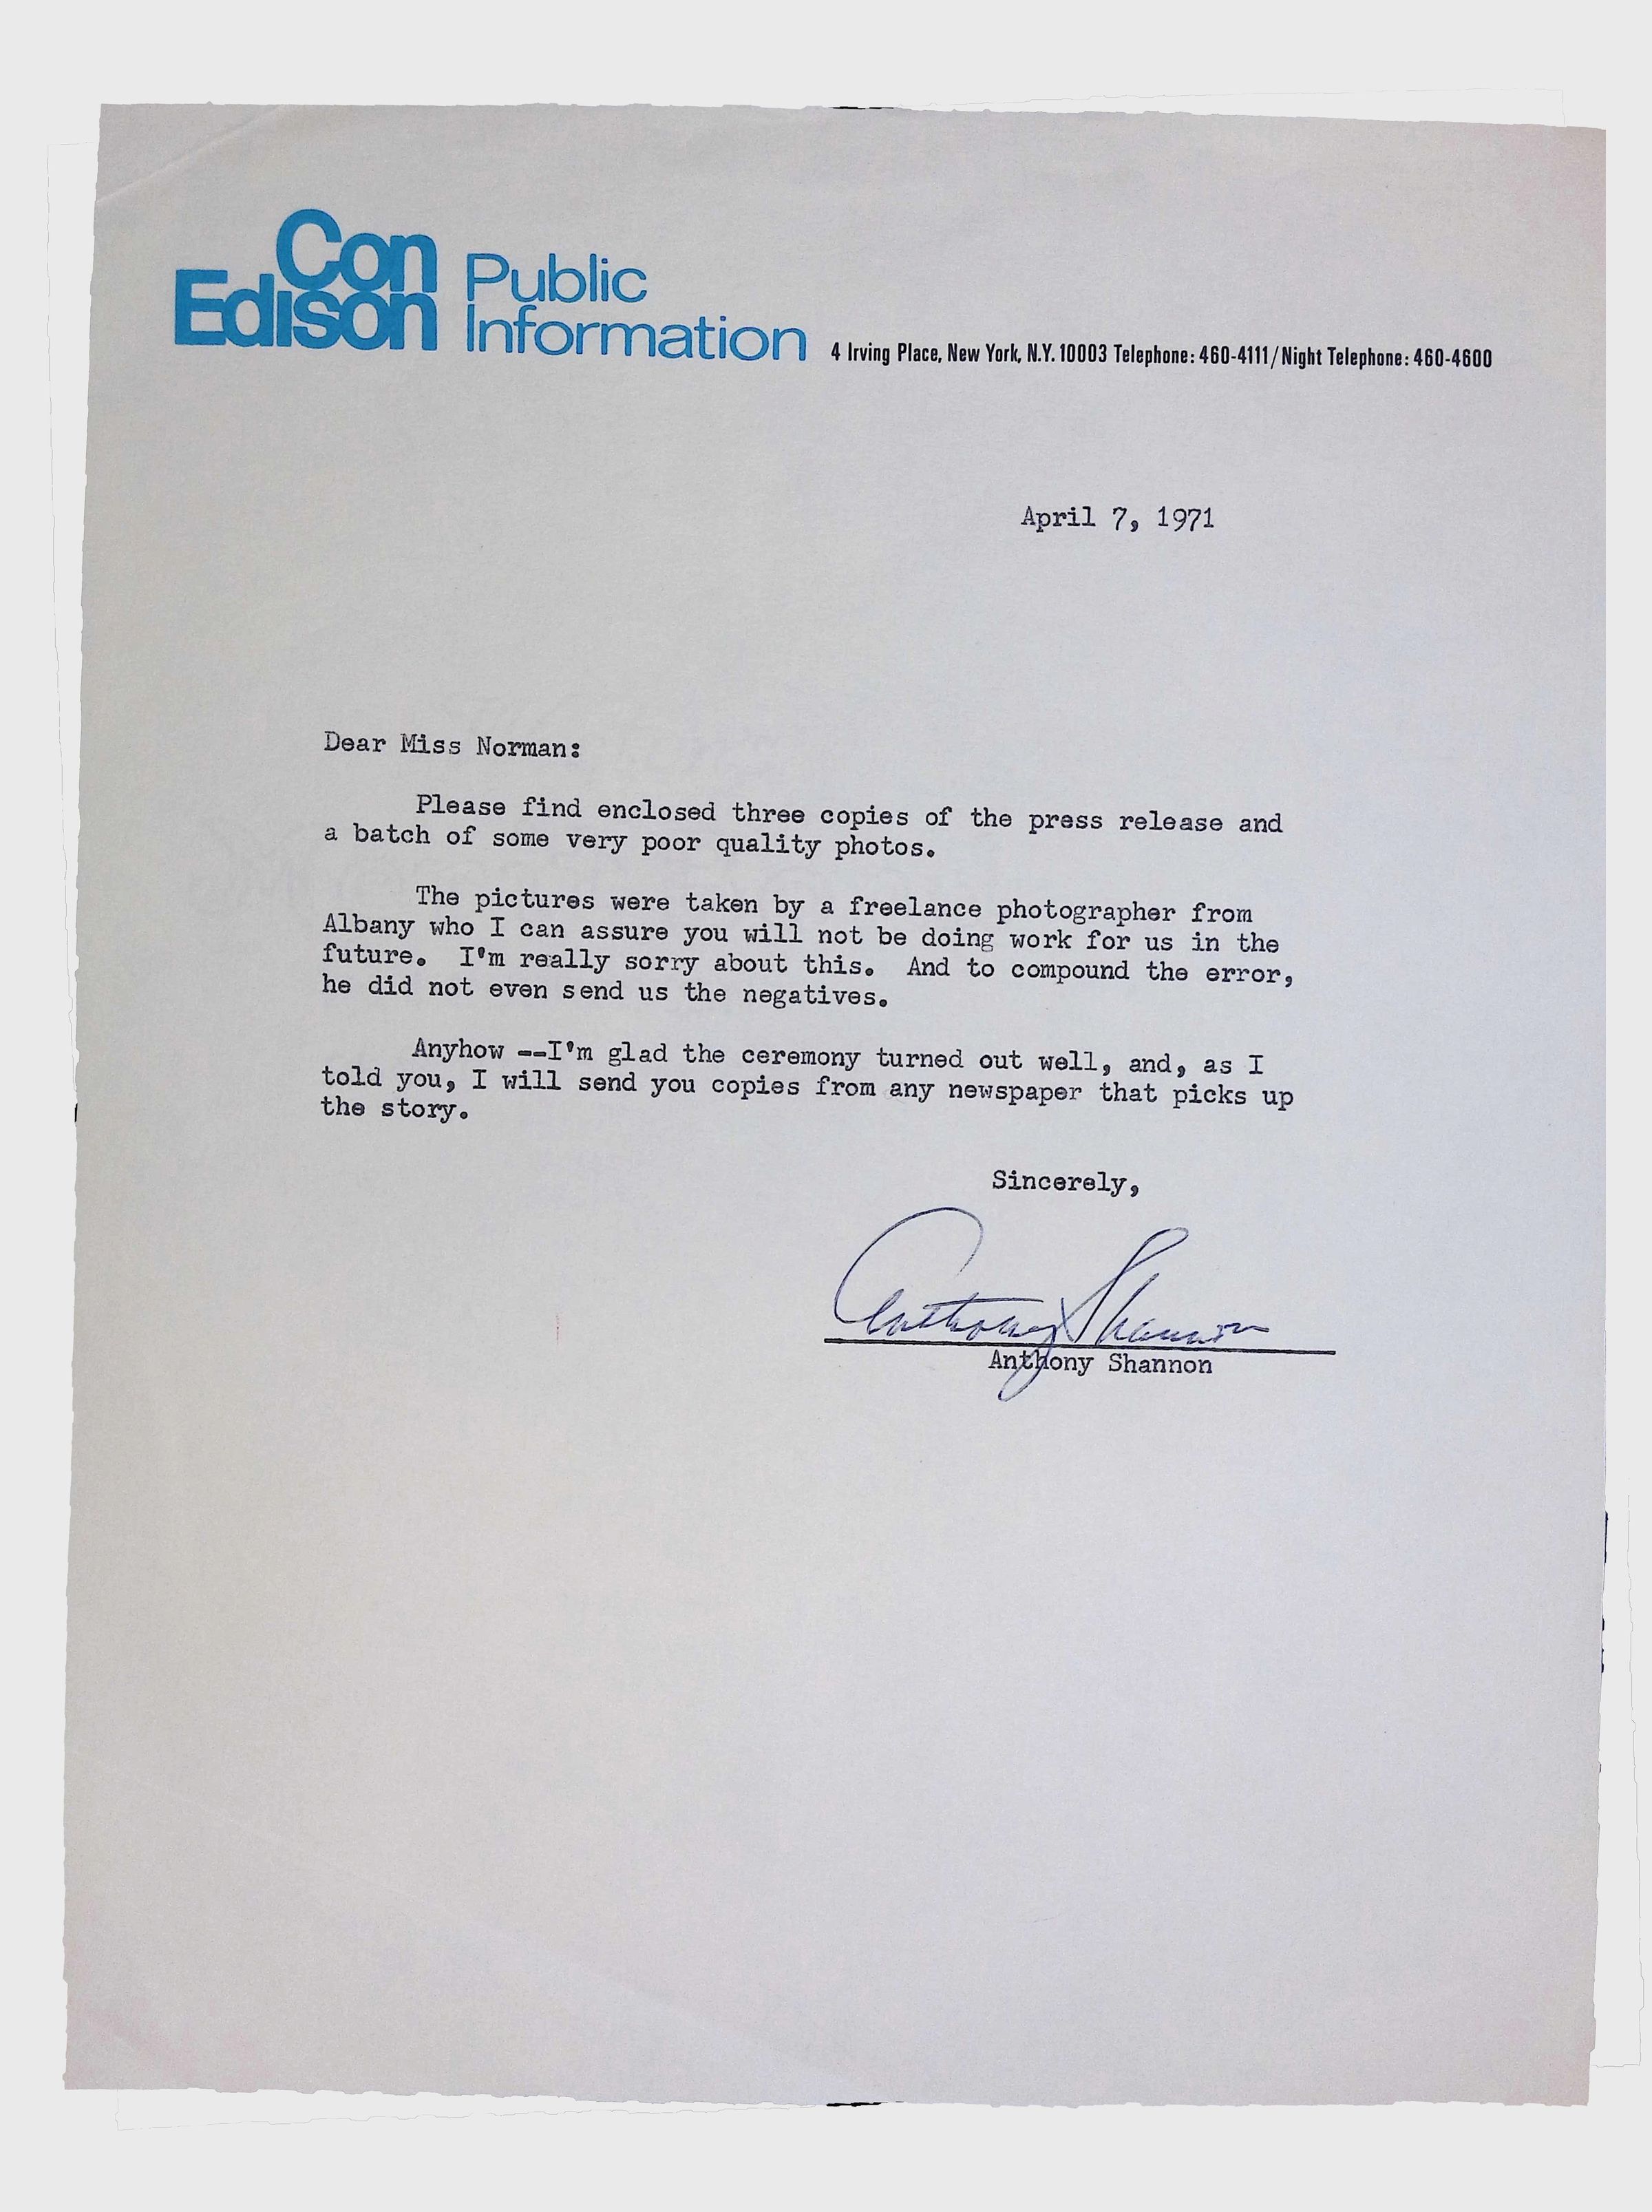 Con
Edison
Public
Information
4 Irving Place, New York, N.Y. 10003 Telephone: 460-4111/Night Telephone: 460-4600
April 7, 1971
Dear Miss Norman:
Please find enclosed three copies of the press release and
a batch of some very poor quality photos.
The pictures were taken by a freelance photographer from
Albany who I can assure you will not be doing work for us in the
future. I'm really sorry about this. And to compound the error,
he did not even send us the negatives.
Anyhow --I'm glad the ceremony turned out well, and, as I
told you, I will send you copies from any newspaper that picks up
the story.
Sincerely,
Anthony Shannon
Anthony Shannon